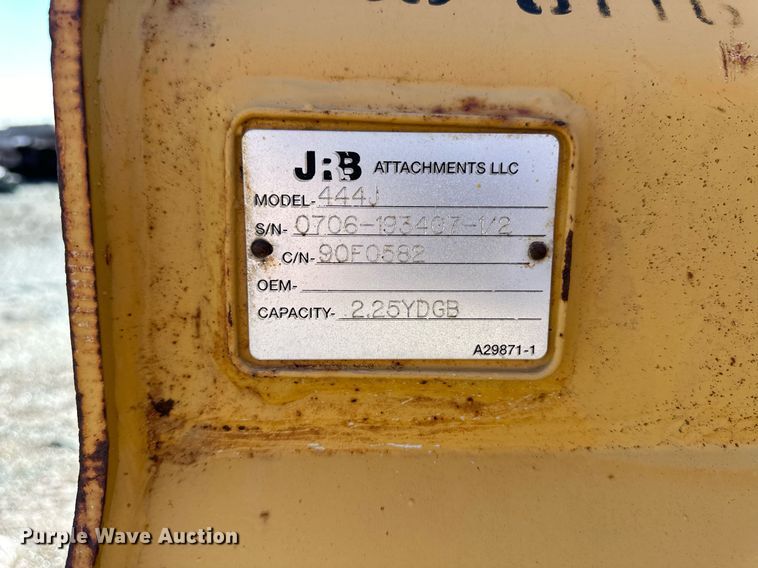 JRB ATTACHMENTS LLC
MODEL- 444J
S/N- 0706-193407-1/2
C/N- 90F0582
OEM-
CAPACITY- 2.25YDGB
A29871-1
Purple Wave Auction